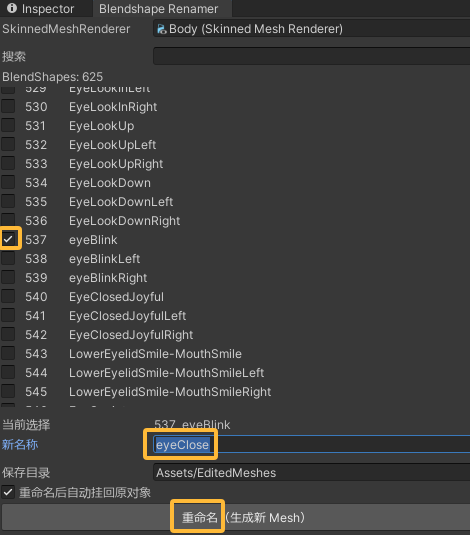 Inspector Blendshape Renamer
SkinnedMeshRenderer Body (Skinned Mesh Renderer)
搜索
BlendShapes: 625
529 EyeLookInLeft
530 EyeLookInRight
531 EyeLookUp
532 EyeLookUpLeft
533 EyeLookUpRight
534 EyeLookDown
535 EyeLookDownLeft
536 EyeLookDownRight
537 eyeBlink
538 eyeBlinkLeft
539 eyeBlinkRight
540 EyeClosedJoyful
541 EyeClosedJoyfulLeft
542 EyeClosedJoyfulRight
543 LowerEyelidSmile-MouthSmile
544 LowerEyelidSmile-MouthSmileLeft
545 LowerEyelidSmile-MouthSmileRight
当前选择 537 eyeBlink
新名称 eyeClose
保存目录 Assets/EditedMeshes
重命名后自动挂回原对象
重命名（生成新 Mesh）